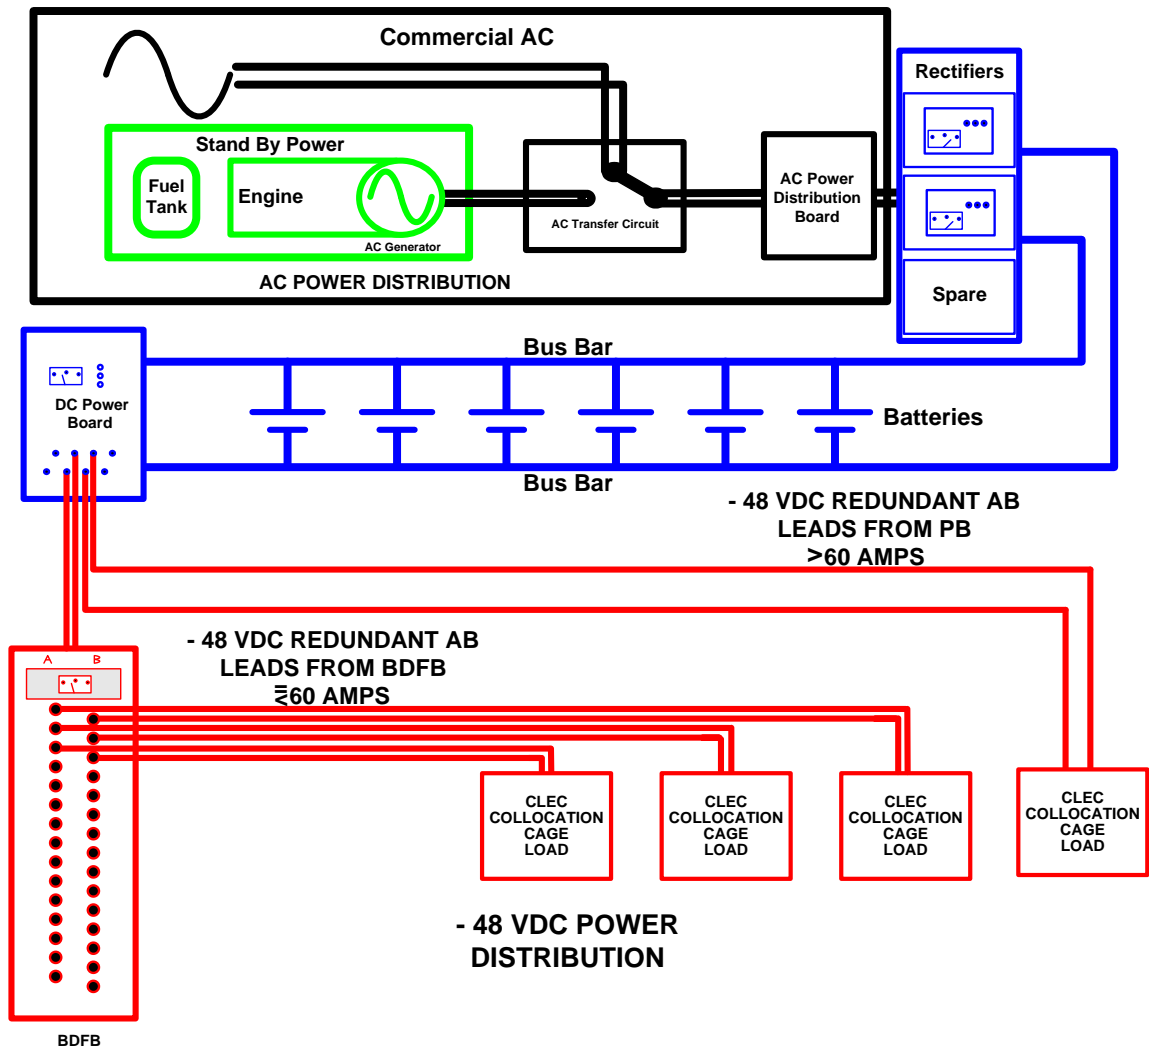 Commercial AC
Rectifiers
Stand By Power
Fuel
Tank
Engine
AC Generator
AC Transfer Circuit
AC Power
Distribution
Board
AC POWER DISTRIBUTION
Spare
Bus Bar
DC Power
Board
Batteries
Bus Bar
- 48 VDC REDUNDANT AB
LEADS FROM PB
>60 AMPS
- 48 VDC REDUNDANT AB
LEADS FROM BDFB
≤60 AMPS
A B
CLEC
COLLOCATION
CAGE
LOAD
CLEC
COLLOCATION
CAGE
LOAD
CLEC
COLLOCATION
CAGE
LOAD
CLEC
COLLOCATION
CAGE
LOAD
- 48 VDC POWER
DISTRIBUTION
BDFB